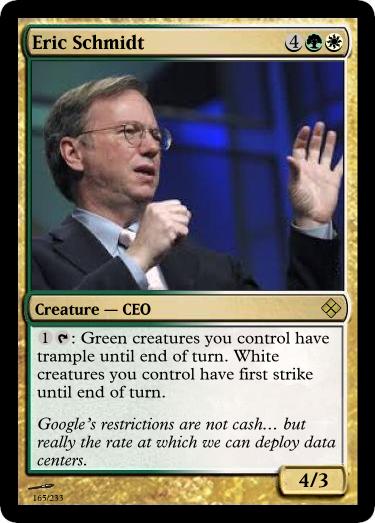 Eric Schmidt 4
Creature — CEO
1 : Green creatures you control have
trample until end of turn. White
creatures you control have first strike
until end of turn.
Google's restrictions are not cash… but
really the rate at which we can deploy data
centers.
4/3
165/233